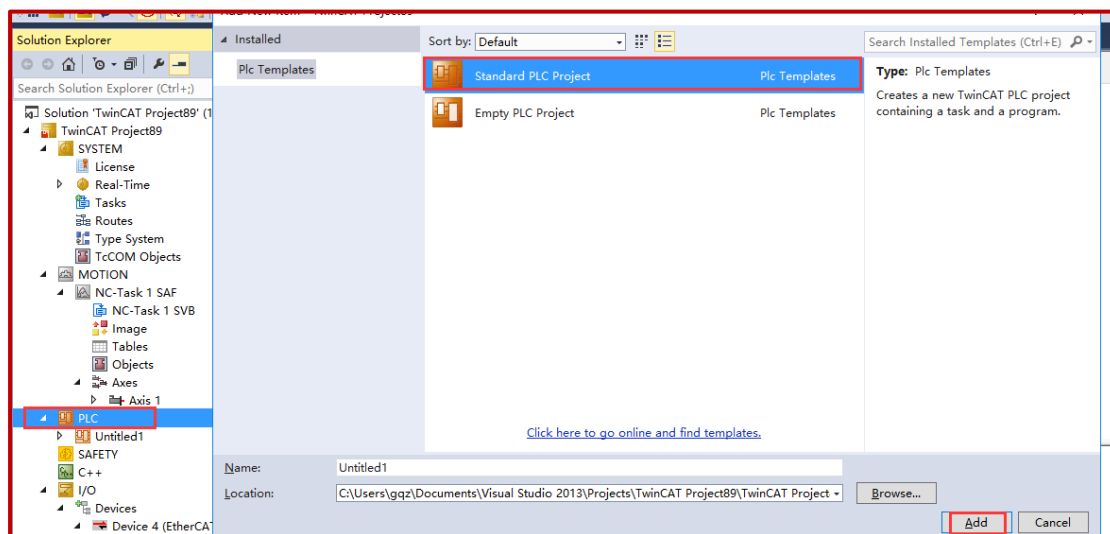 Solution Explorer
Search Solution Explorer (Ctrl+;)
Solution 'TwinCAT Project89' (1
TwinCAT Project89
SYSTEM
License
Real-Time
Tasks
Routes
Type System
TcCOM Objects
MOTION
NC-Task 1 SAF
NC-Task 1 SVB
Image
Tables
Objects
Axes
Axis 1
PLC
Untitled1
SAFETY
C++
I/O
Devices
Device 4 (EtherCAT
Installed
Plc Templates
Sort by: Default
Search Installed Templates (Ctrl+E)
Standard PLC Project Plc Templates
Empty PLC Project Plc Templates
Type: Plc Templates
Creates a new TwinCAT PLC project
containing a task and a program.
Click here to go online and find templates.
Name: Untitled1
Location: C:\Users\gqz\Documents\Visual Studio 2013\Projects\TwinCAT Project89\TwinCAT Project Browse...
Add Cancel